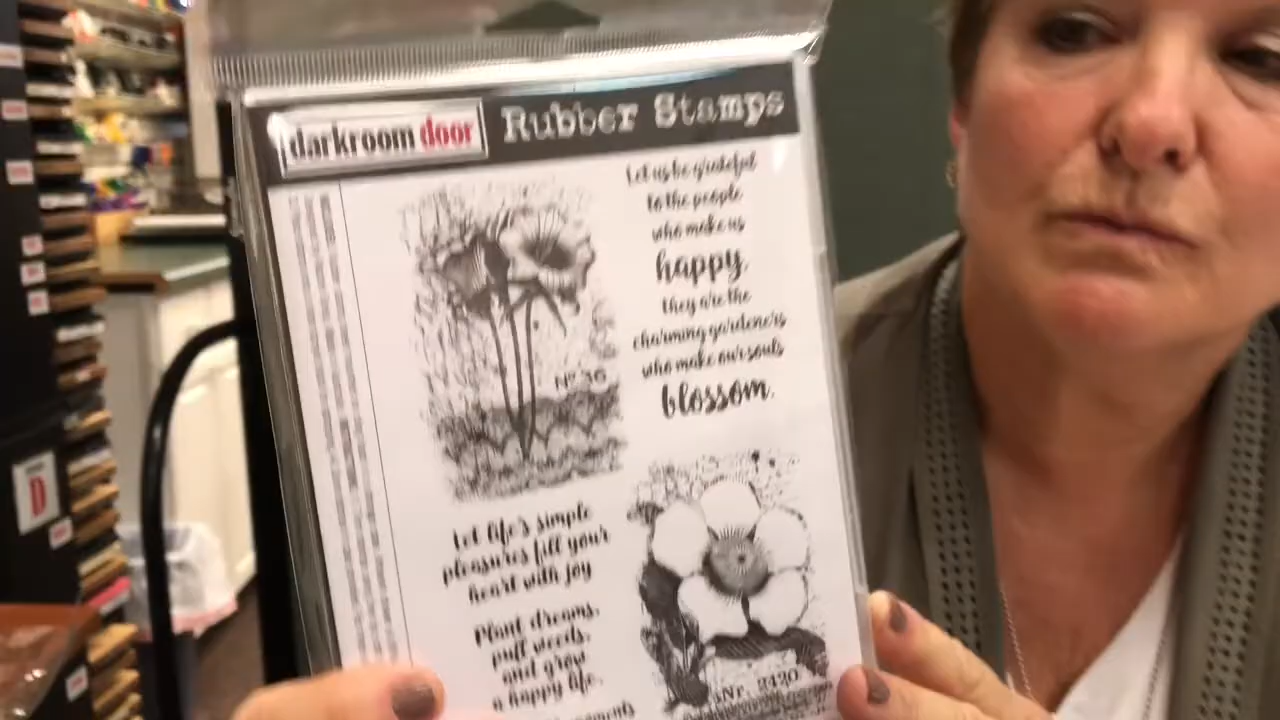 darkroom door
Rubber Stamps
Let us be grateful
to the people
who make us
happy,
they are the
charming gardeners
who make our souls
blossom.
Nº 36
Let life's simple
pleasures fill your
heart with joy
Plant dreams,
pull weeds,
and grow
a happy life.
Nr. 2420
D